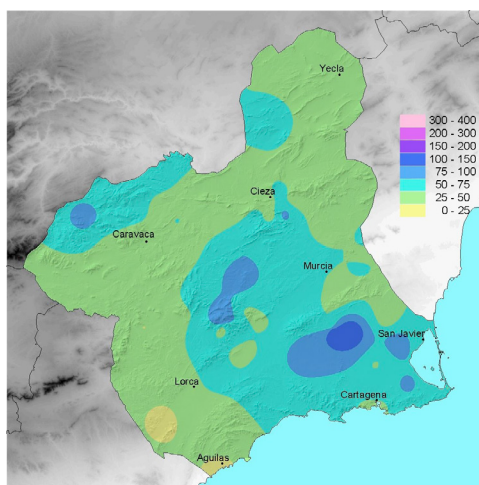 Yecla
300 - 400
200 - 300
150 - 200
100 - 150
75 - 100
50 - 75
25 - 50
0 - 25
Cieza
Caravaca
Murcia
San Javier
Lorca
Cartagena
Aguilas